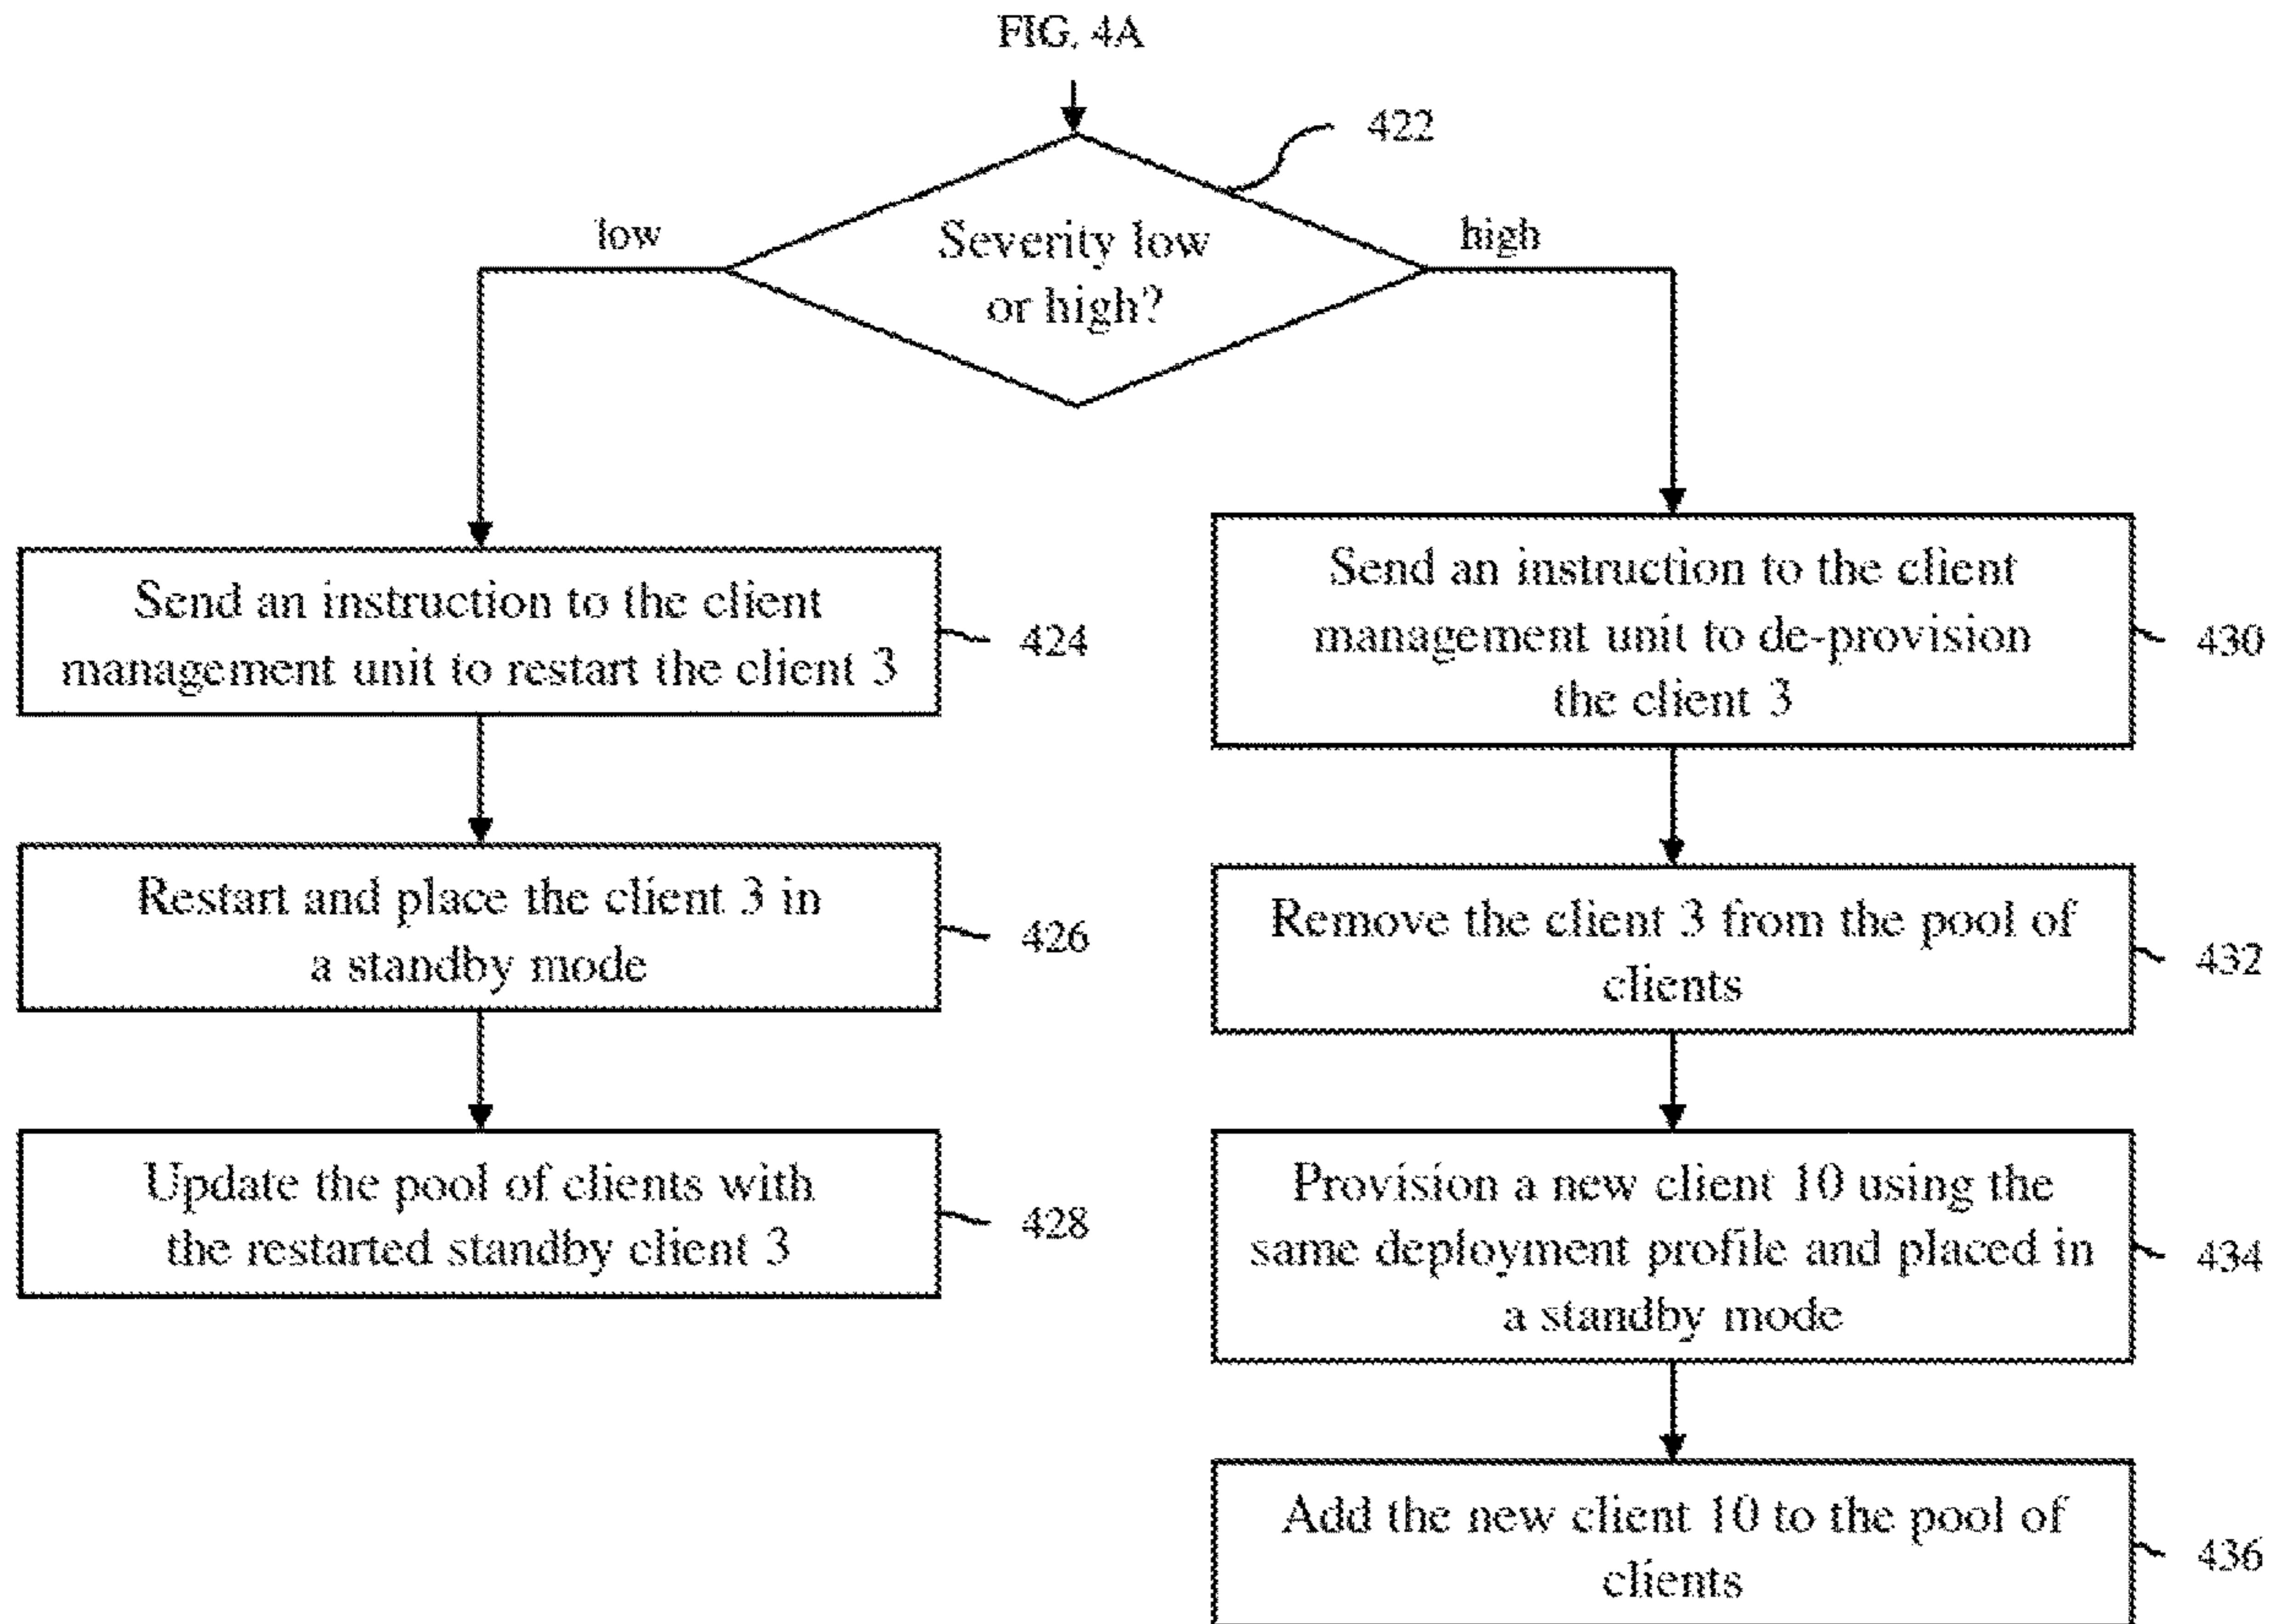 FIG. 4A
422
low
high
Severity low
or high?
Send an instruction to the client
management unit to restart the client 3
424
Restart and place the client 3 in
a standby mode
426
Update the pool of clients with
the restarted standby client 3
428
Send an instruction to the client
management unit to de-provision
the client 3
430
Remove the client 3 from the pool of
clients
432
Provision a new client 10 using the
same deployment profile and placed in
a standby mode
434
Add the new client 10 to the pool of
clients
436